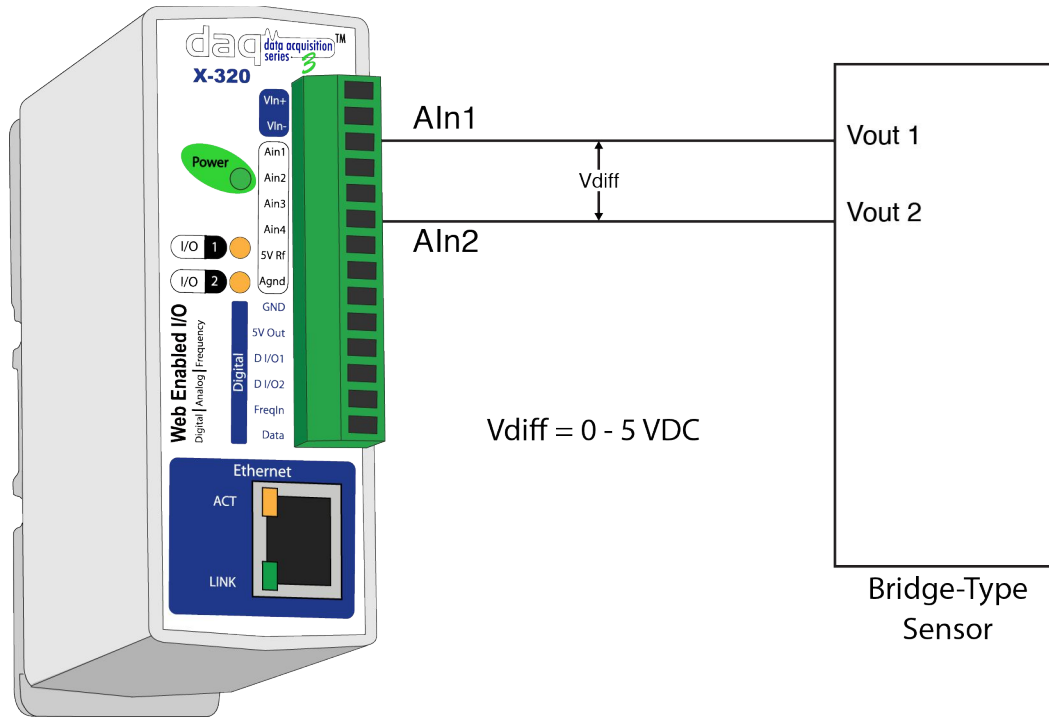 daq
data acquisition
series
TM
3
X-320
VIn+
VIn-
Power
Ain1
Ain2
Ain3
Ain4
5V Rf
Agnd
I/O 1
I/O 2
GND
5V Out
D I/O1
D I/O2
FreqIn
Data
Digital
Web Enabled I/O
Digital | Analog | Frequency
Ethernet
ACT
LINK
AIn1
Vdiff
AIn2
Vdiff = 0 - 5 VDC
Vout 1
Vout 2
Bridge-Type
Sensor